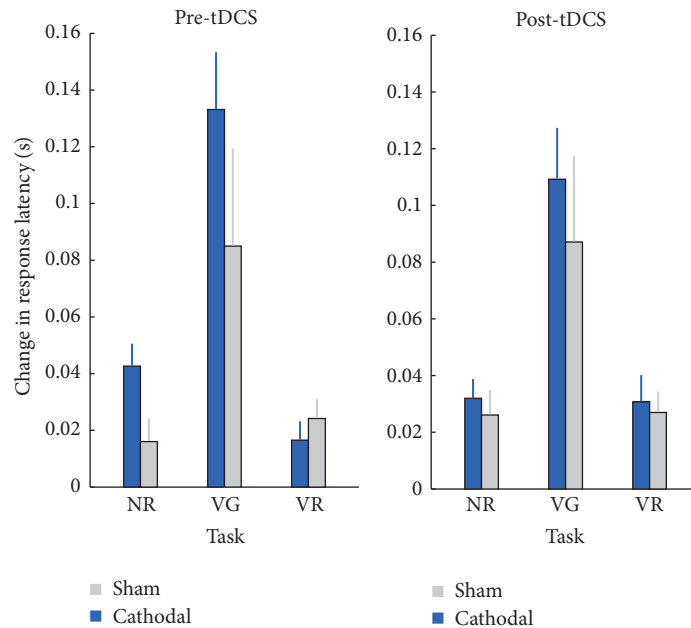 Pre-tDCS
0.16
0.14
0.12
0.1
0.08
0.06
0.04
0.02
0
Change in response latency (s)
NR VG VR
Task
Sham
Cathodal
Post-tDCS
0.16
0.14
0.12
0.1
0.08
0.06
0.04
0.02
0
NR VG VR
Task
Sham
Cathodal